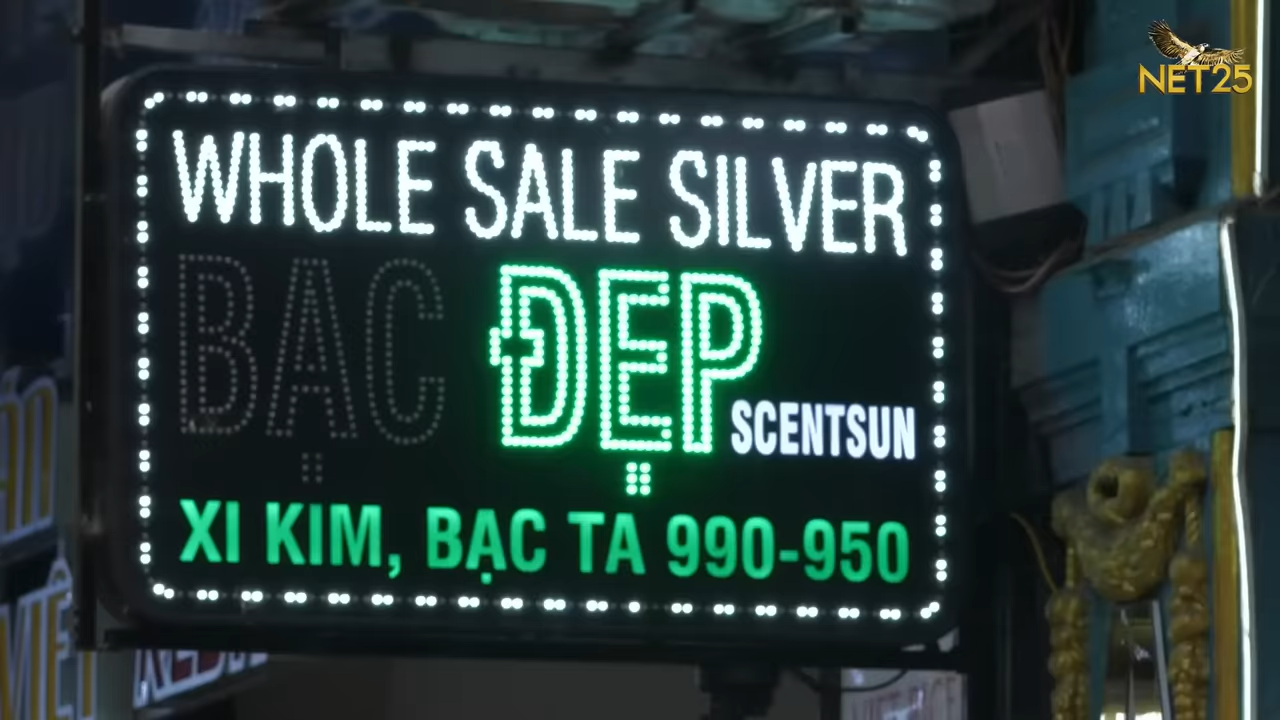 NET25
WHOLE SALE SILVER
BẠC ĐẸP
SCENTSUN
XI KIM, BẠC TA 990-950